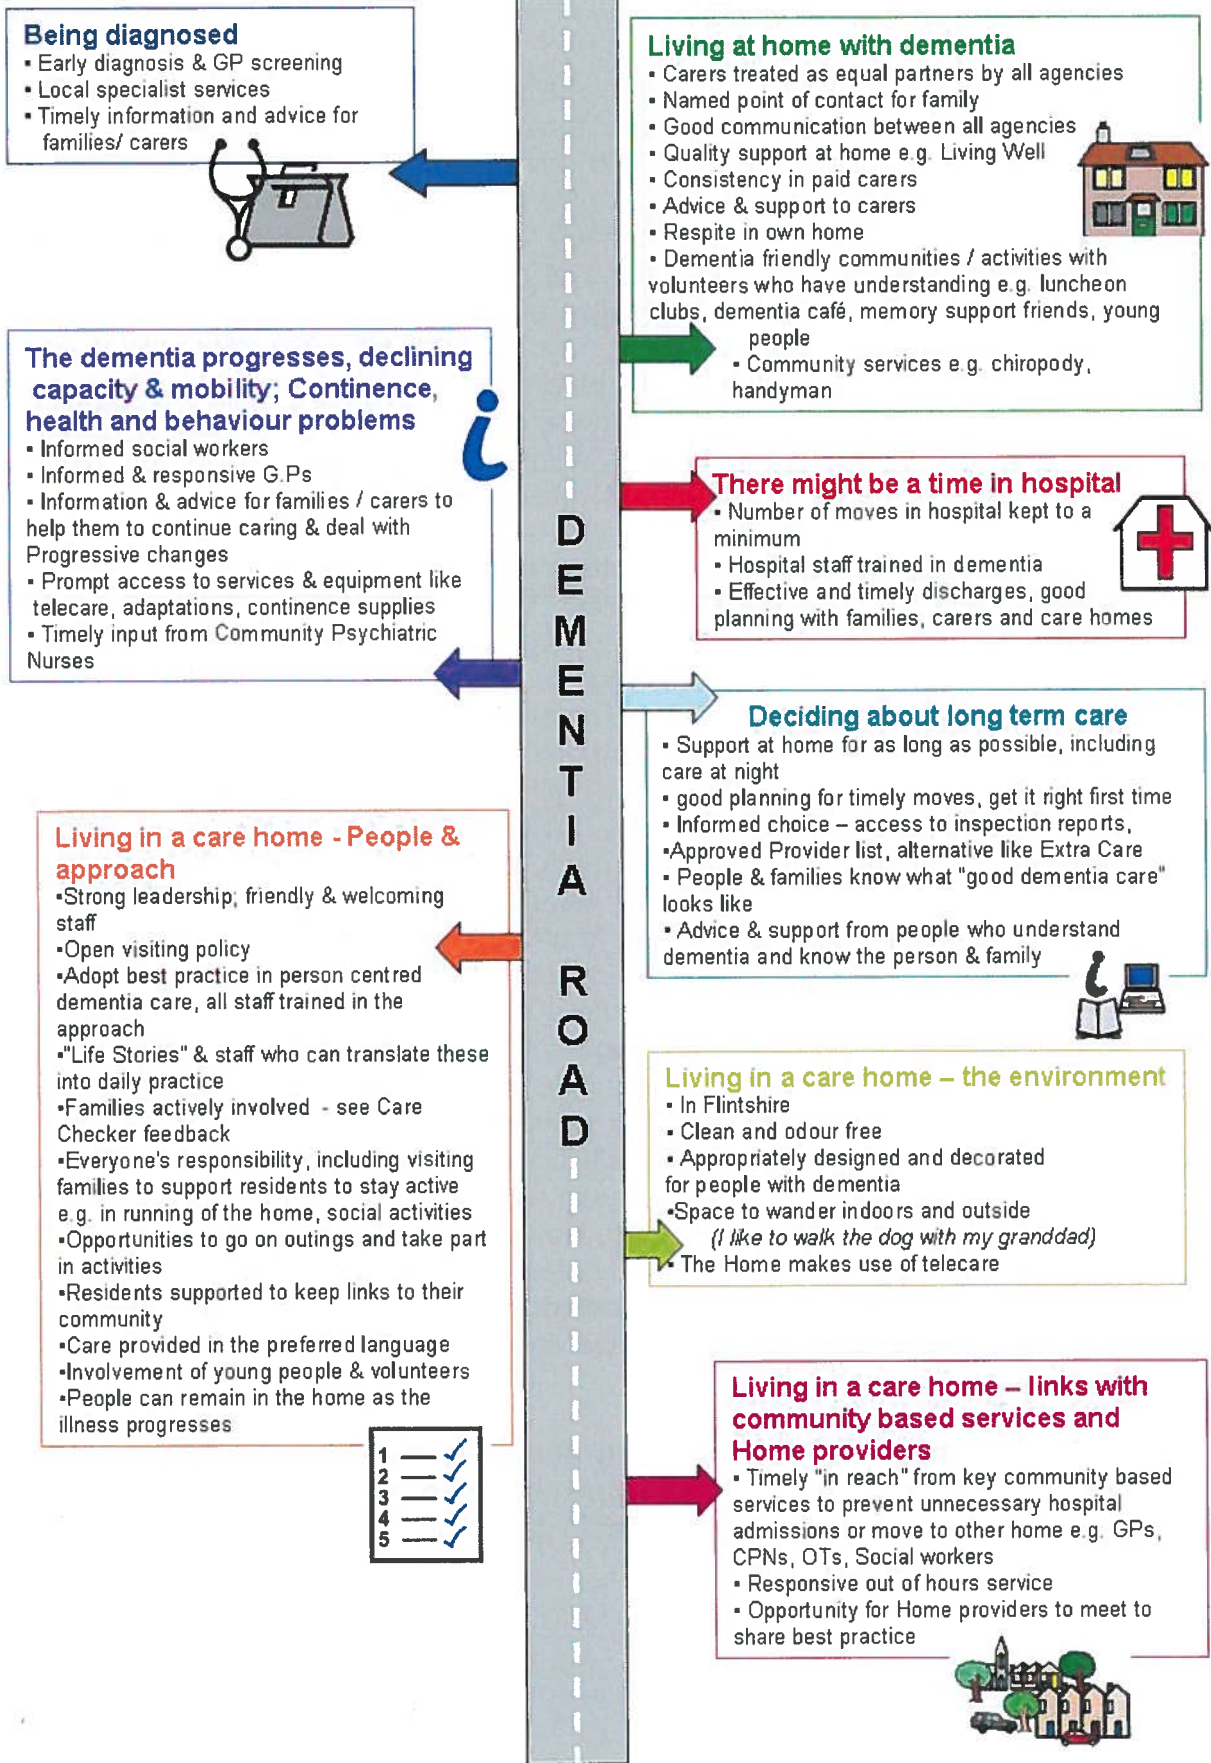 Being diagnosed
▪ Early diagnosis & GP screening
▪ Local specialist services
▪ Timely information and advice for
families/ carers
Living at home with dementia
▪ Carers treated as equal partners by all agencies
▪ Named point of contact for family
▪ Good communication between all agencies
▪ Quality support at home e.g. Living Well
▪ Consistency in paid carers
▪ Advice & support to carers
▪ Respite in own home
▪ Dementia friendly communities / activities with
volunteers who have understanding e.g. luncheon
clubs, dementia café, memory support friends, young
people
▪ Community services e.g. chiropody,
handyman
The dementia progresses, declining
capacity & mobility; Continence,
health and behaviour problems
▪ Informed social workers
▪ Informed & responsive G.Ps
▪ Information & advice for families / carers to
help them to continue caring & deal with
Progressive changes
▪ Prompt access to services & equipment like
telecare, adaptations, continence supplies
▪ Timely input from Community Psychiatric
Nurses
i
There might be a time in hospital
▪ Number of moves in hospital kept to a
minimum
▪ Hospital staff trained in dementia
▪ Effective and timely discharges, good
planning with families, carers and care homes
DEMENTIA ROAD
Deciding about long term care
▪ Support at home for as long as possible, including
care at night
▪ good planning for timely moves, get it right first time
▪ Informed choice – access to inspection reports,
▪Approved Provider list, alternative like Extra Care
▪ People & families know what "good dementia care"
looks like
▪ Advice & support from people who understand
dementia and know the person & family
i
Living in a care home - People &
approach
▪Strong leadership; friendly & welcoming
staff
▪Open visiting policy
▪Adopt best practice in person centred
dementia care, all staff trained in the
approach
▪"Life Stories" & staff who can translate these
into daily practice
▪Families actively involved - see Care
Checker feedback
▪Everyone's responsibility, including visiting
families to support residents to stay active
e.g. in running of the home, social activities
▪Opportunities to go on outings and take part
in activities
▪Residents supported to keep links to their
community
▪Care provided in the preferred language
▪Involvement of young people & volunteers
▪People can remain in the home as the
illness progresses
1
2
3
4
5
Living in a care home – the environment
▪ In Flintshire
▪ Clean and odour free
▪ Appropriately designed and decorated
for people with dementia
▪Space to wander indoors and outside
(I like to walk the dog with my granddad)
▪ The Home makes use of telecare
Living in a care home – links with
community based services and
Home providers
▪ Timely "in reach" from key community based
services to prevent unnecessary hospital
admissions or move to other home e.g. GPs,
CPNs, OTs, Social workers
▪ Responsive out of hours service
▪ Opportunity for Home providers to meet to
share best practice